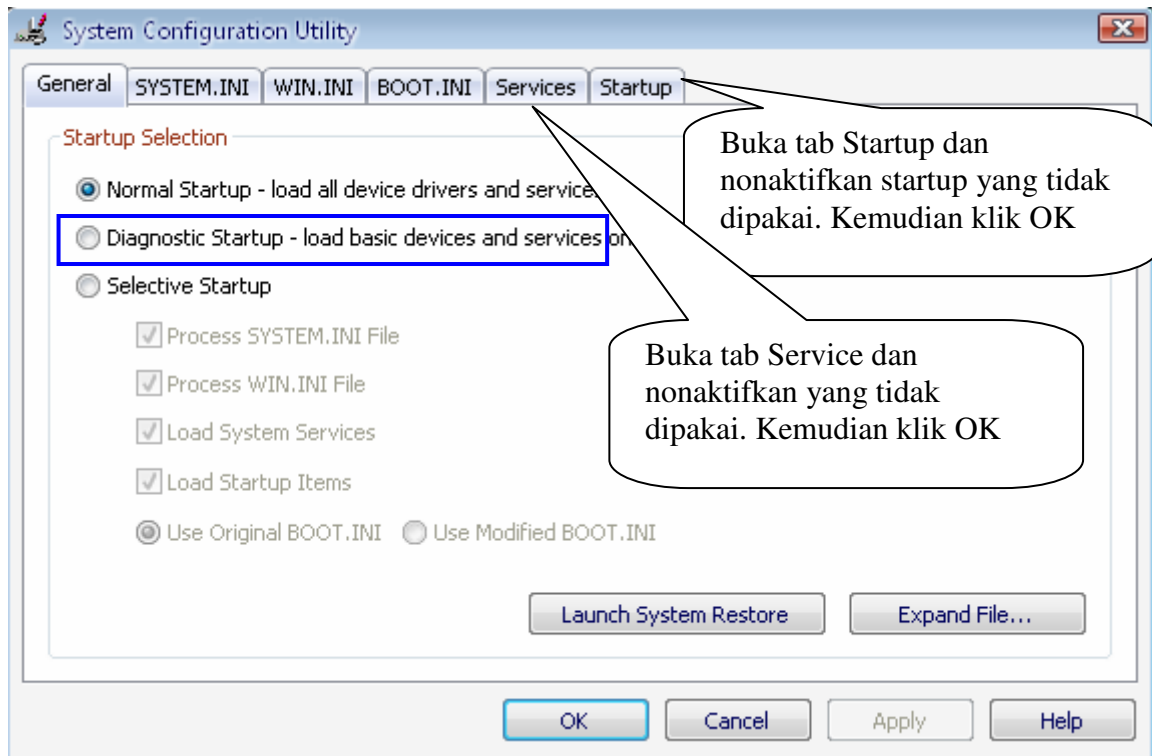 System Configuration Utility
General SYSTEM.INI WIN.INI BOOT.INI Services Startup
Startup Selection
Normal Startup - load all device drivers and service
Diagnostic Startup - load basic devices and services on
Selective Startup
Process SYSTEM.INI File
Process WIN.INI File
Load System Services
Load Startup Items
Use Original BOOT.INI Use Modified BOOT.INI
Buka tab Startup dan
nonaktifkan startup yang tidak
dipakai. Kemudian klik OK
Buka tab Service dan
nonaktifkan yang tidak
dipakai. Kemudian klik OK
Launch System Restore Expand File...
OK Cancel Apply Help